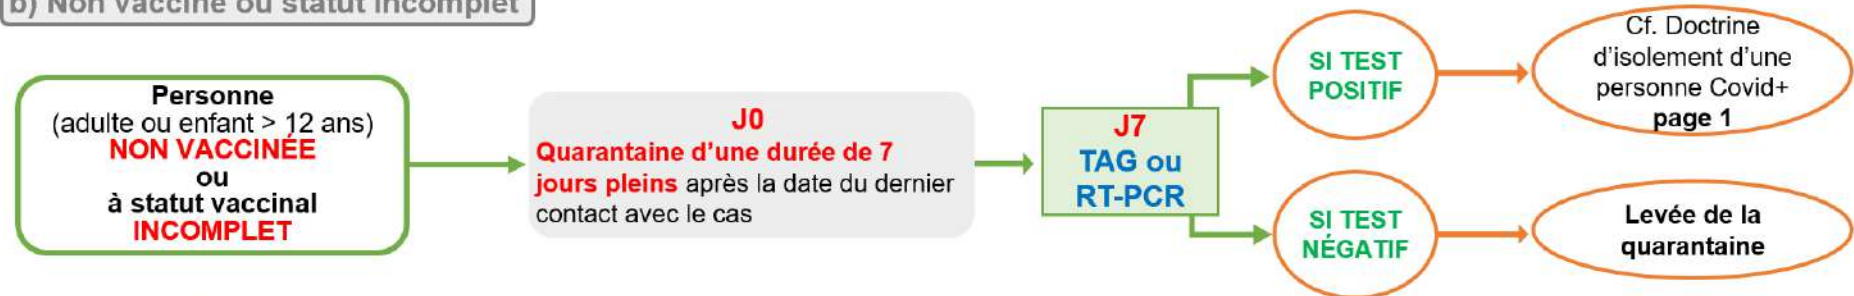 b) Non vacciné ou statut incomplet
Personne
(adulte ou enfant > 12 ans)
NON VACCINÉE
ou
à statut vaccinal
INCOMPLET
J0
Quarantaine d’une durée de 7
jours pleins après la date du dernier
contact avec le cas
J7
TAG ou
RT-PCR
SI TEST
POSITIF
Cf. Doctrine
d’isolement d’une
personne Covid+
page 1
SI TEST
NÉGATIF
Levée de la
quarantaine